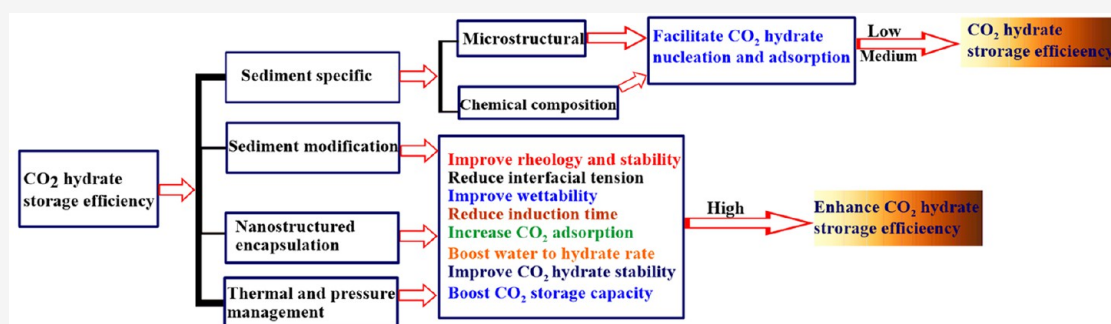 CO2 hydrate
storage efficiency
Sediment specific
Microstructural
Chemical composition
Facilitate CO2 hydrate
nucleation and adsorption
Low
Medium
CO2 hydrate
strorage efficieency
Sediment modification
Nanostructured
encapsulation
Thermal and pressure
management
Improve rheology and stability
Reduce interfacial tension
Improve wettability
Reduce induction time
Increase CO2 adsorption
Boost water to hydrate rate
Improve CO2 hydrate stability
Boost CO2 storage capacity
High
Enhance CO2 hydrate
strorage efficieency